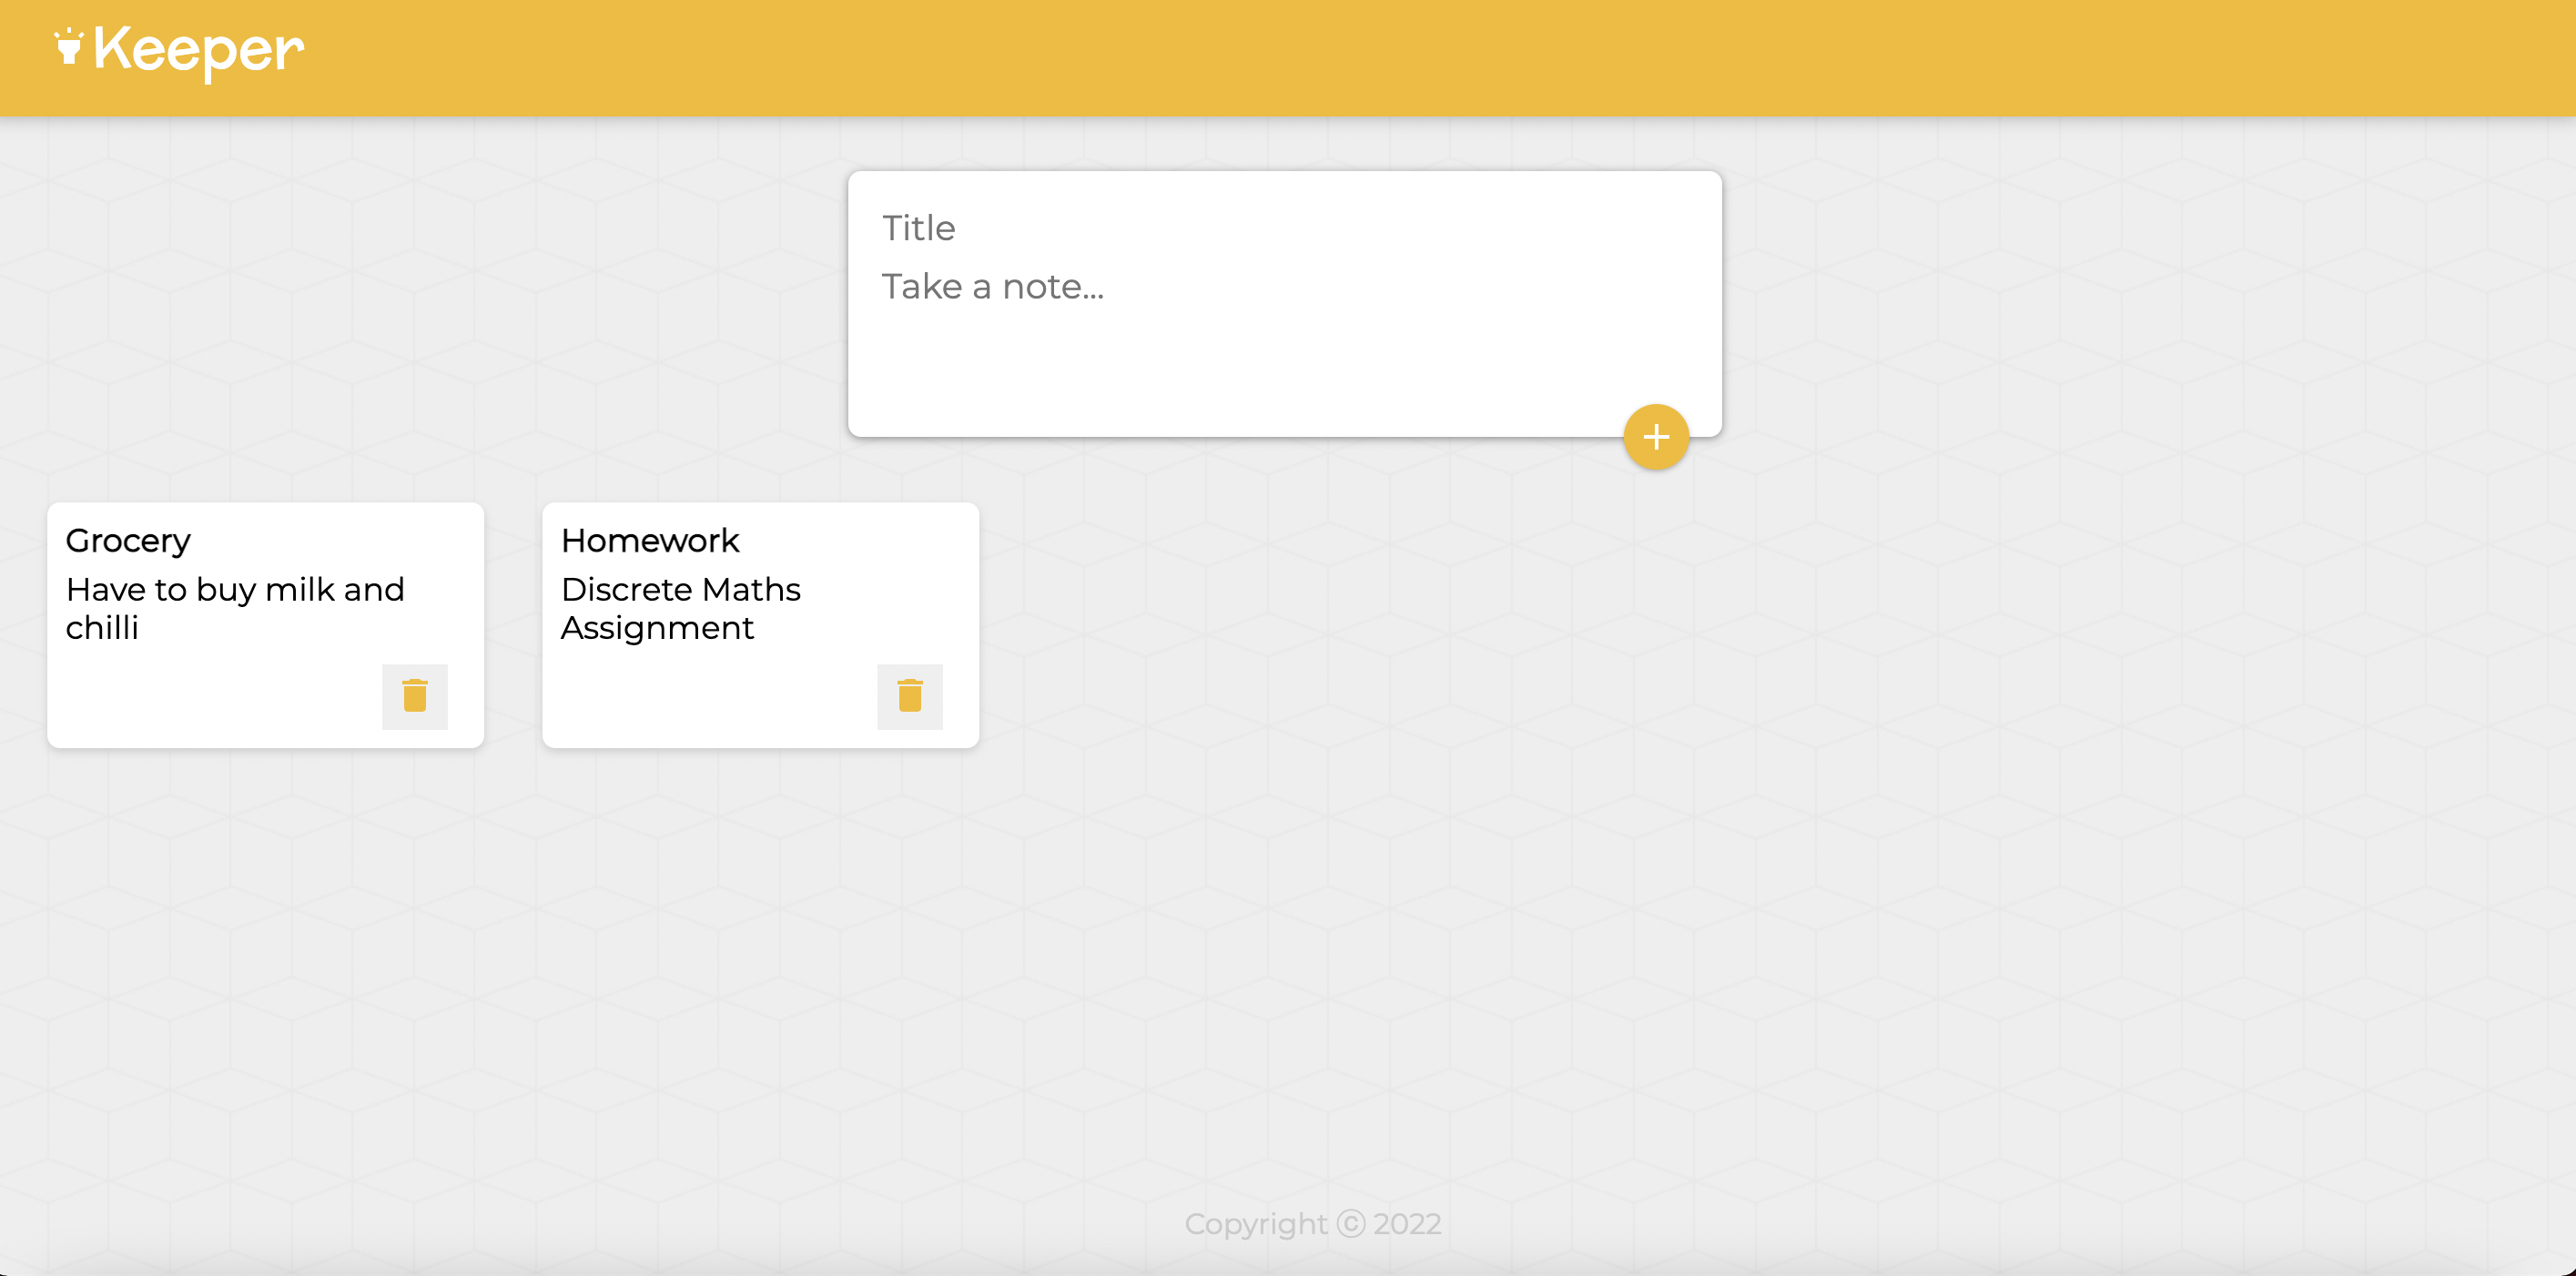 Keeper
Title
Take a note...
Grocery
Have to buy milk and
chilli
Homework
Discrete Maths
Assignment
Copyright ⓒ 2022